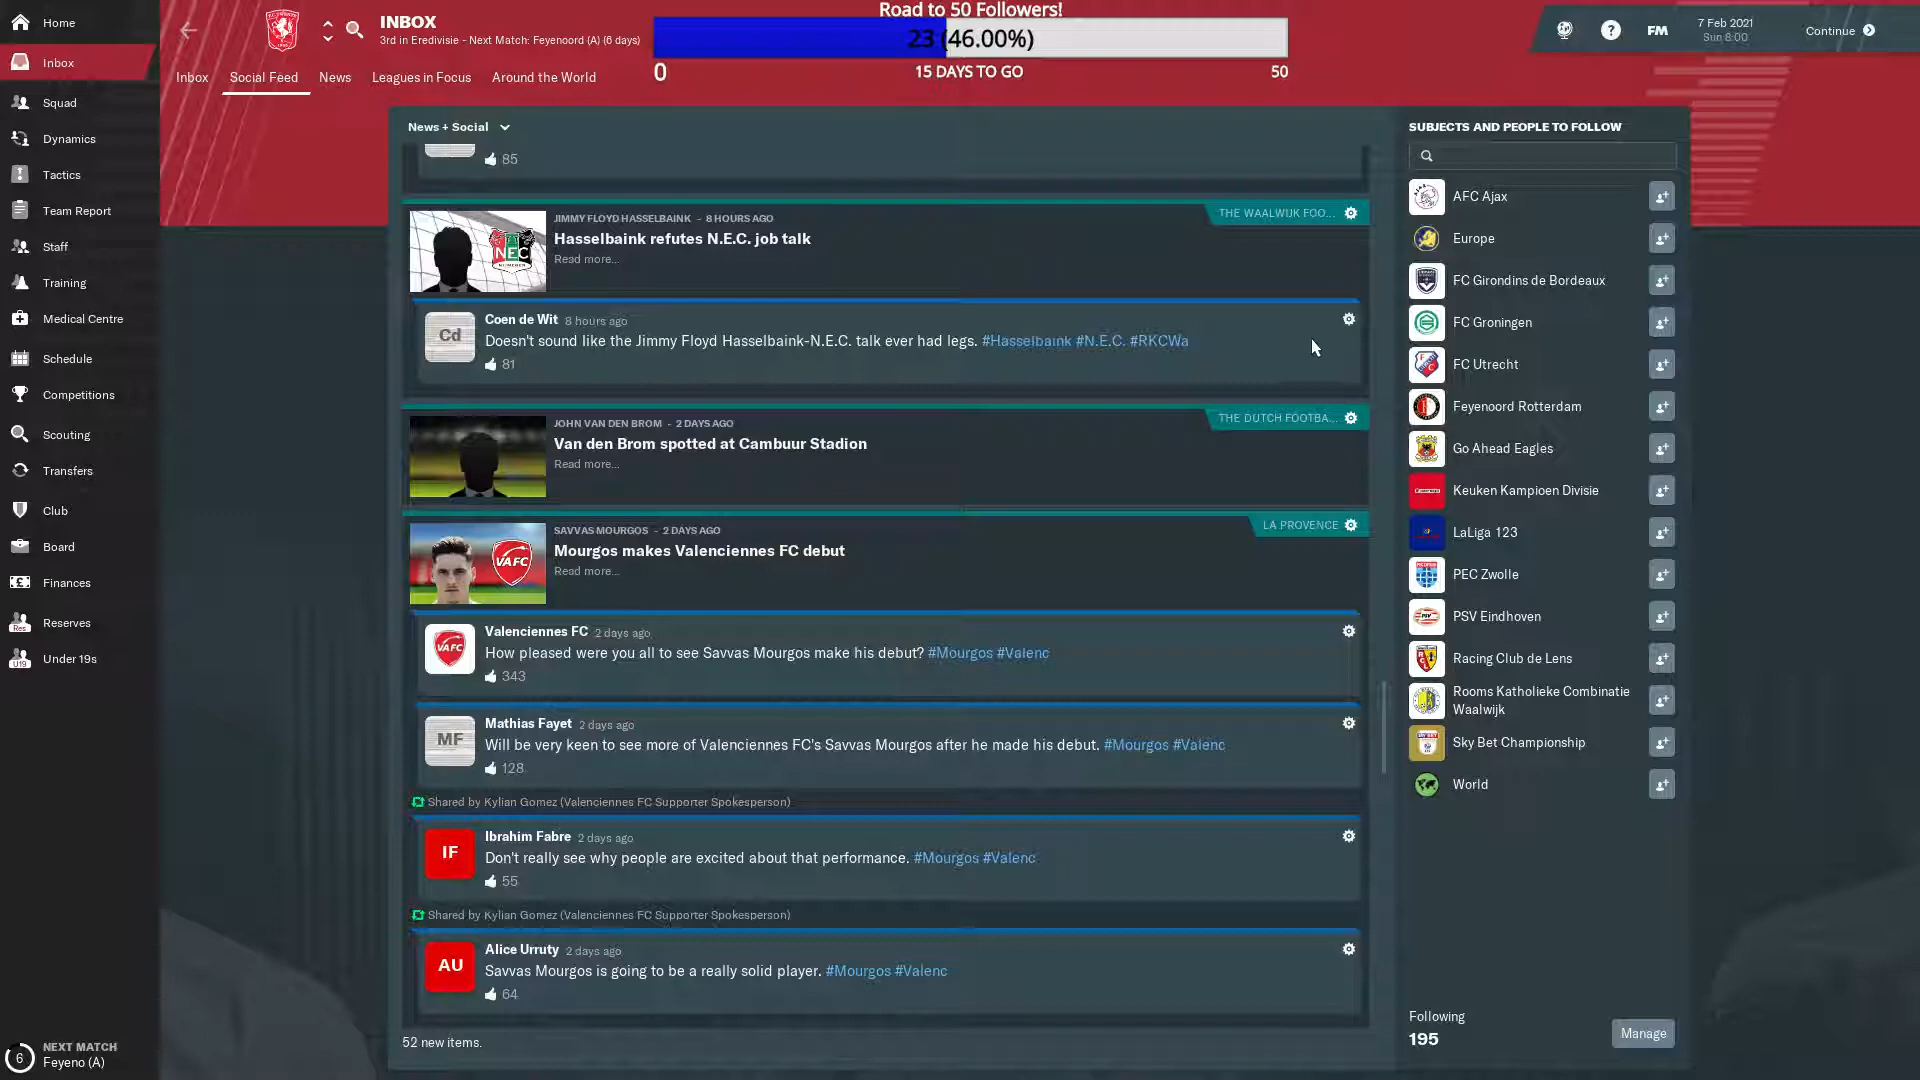 Home
Inbox
Squad
Dynamics
Tactics
Team Report
Staff
Training
Medical Centre
Schedule
Competitions
Scouting
Transfers
Club
Board
Finances
Res
Reserves
U19
Under 19s
6
NEXT MATCH
Feyeno (A)
INBOX
3rd in Eredivisie - Next Match: Feyenoord (A) (6 days)
Inbox
Social Feed
News
Leagues in Focus
Around the World
Road to 50 Followers!
23 (46.00%)
0
15 DAYS TO GO
50
?
FM
7 Feb 2021
Sun 8:00
Continue
News + Social
85
JIMMY FLOYD HASSELBAINK - 8 HOURS AGO
THE WAALWIJK FOO...
Hasselbaink refutes N.E.C. job talk
Read more...
NEC
Cd
Coen de Wit 8 hours ago
Doesn't sound like the Jimmy Floyd Hasselbaink-N.E.C. talk ever had legs. #Hasselbaink #N.E.C. #RKCWa
81
JOHN VAN DEN BROM - 2 DAYS AGO
THE DUTCH FOOTBA...
Van den Brom spotted at Cambuur Stadion
Read more...
SAVVAS MOURGOS - 2 DAYS AGO
LA PROVENCE
Mourgos makes Valenciennes FC debut
Read more...
VAFC
VAFC
Valenciennes FC 2 days ago
How pleased were you all to see Savvas Mourgos make his debut? #Mourgos #Valenc
343
MF
Mathias Fayet 2 days ago
Will be very keen to see more of Valenciennes FC's Savvas Mourgos after he made his debut. #Mourgos #Valenc
128
Shared by Kylian Gomez (Valenciennes FC Supporter Spokesperson)
IF
Ibrahim Fabre 2 days ago
Don't really see why people are excited about that performance. #Mourgos #Valenc
55
Shared by Kylian Gomez (Valenciennes FC Supporter Spokesperson)
AU
Alice Urruty 2 days ago
Savvas Mourgos is going to be a really solid player. #Mourgos #Valenc
64
52 new items.
SUBJECTS AND PEOPLE TO FOLLOW
AFC Ajax
Europe
FC Girondins de Bordeaux
FC Groningen
FC Utrecht
Feyenoord Rotterdam
Go Ahead Eagles
Keuken Kampioen Divisie
LaLiga 123
PEC Zwolle
PSV Eindhoven
Racing Club de Lens
Rooms Katholieke Combinatie
Waalwijk
Sky Bet Championship
World
Following
195
Manage